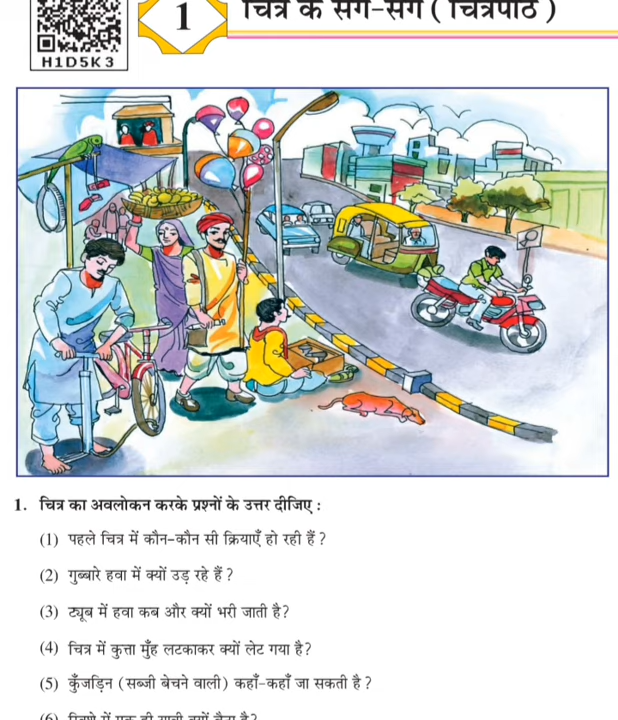 H1D5K3
1
चित्र के संग-संग ( चित्रपाठ )
1. चित्र का अवलोकन करके प्रश्नों के उत्तर दीजिए :
(1) पहले चित्र में कौन-कौन सी क्रियाएँ हो रही हैं ?
(2) गुब्बारे हवा में क्यों उड़ रहे हैं ?
(3) ट्यूब में हवा कब और क्यों भरी जाती है?
(4) चित्र में कुत्ता मुँह लटकाकर क्यों लेट गया है?
(5) कुँजड़िन (सब्जी बेचने वाली) कहाँ-कहाँ जा सकती है ?